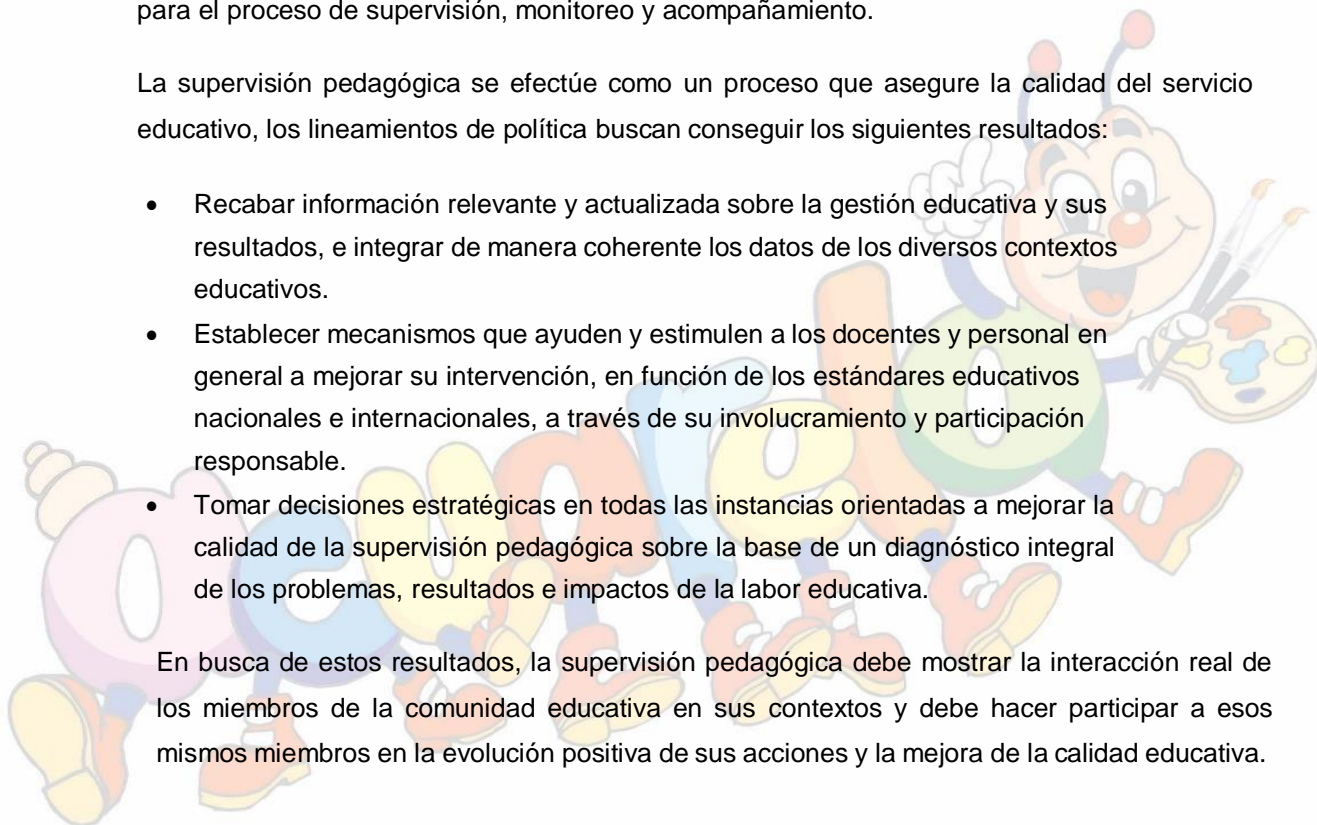 para el proceso de supervisión, monitoreo y acompañamiento.
La supervisión pedagógica se efectúe como un proceso que asegure la calidad del servicio
educativo, los lineamientos de política buscan conseguir los siguientes resultados:
• Recabar información relevante y actualizada sobre la gestión educativa y sus
resultados, e integrar de manera coherente los datos de los diversos contextos
educativos.
• Establecer mecanismos que ayuden y estimulen a los docentes y personal en
general a mejorar su intervención, en función de los estándares educativos
nacionales e internacionales, a través de su involucramiento y participación
responsable.
• Tomar decisiones estratégicas en todas las instancias orientadas a mejorar la
calidad de la supervisión pedagógica sobre la base de un diagnóstico integral
de los problemas, resultados e impactos de la labor educativa.
En busca de estos resultados, la supervisión pedagógica debe mostrar la interacción real de
los miembros de la comunidad educativa en sus contextos y debe hacer participar a esos
mismos miembros en la evolución positiva de sus acciones y la mejora de la calidad educativa.
acuarela